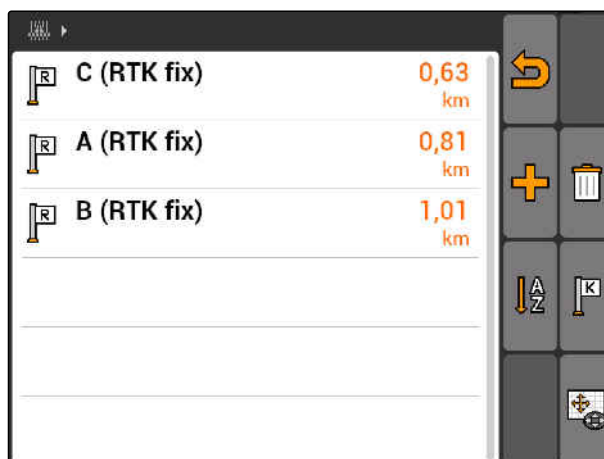 R C (RTK fix) 0,63
km
R A (RTK fix) 0,81
km
R B (RTK fix) 1,01
km
A
Z
K